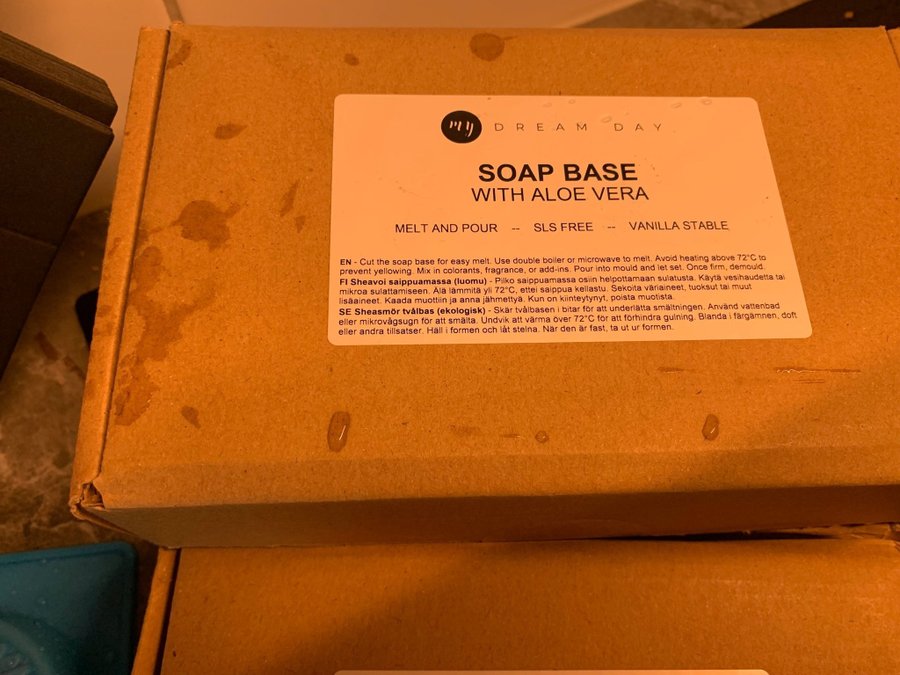 my DREAM DAY
SOAP BASE
WITH ALOE VERA
MELT AND POUR -- SLS FREE -- VANILLA STABLE
EN - Cut the soap base for easy melt. Use double boiler or microwave to melt. Avoid heating above 72°C to
prevent yellowing. Mix in colorants, fragrance, or add-ins. Pour into mould and let set. Once firm, demould.
FI Sheavoi saippuamassa (luomu) - Pilko saippuamassa osiin helpottamaan sulatusta. Käytä vesihaudetta tai
mikroa sulattamiseen. Älä lämmitä yli 72°C, ettei saippua kellastu. Sekoita väriaineet, tuoksut tai muut
lisäaineet. Kaada muottiin ja anna jähmettyä. Kun on kiinteytynyt, poista muotista.
SE Sheasmör tvålbas (ekologisk) - Skär tvålbasen i bitar för att underlätta smältningen. Använd vattenbad
eller mikrovågsugn för att smälta. Undvik att värma över 72°C för att förhindra gulning. Blanda i färgämnen, doft
eller andra tillsatser. Häll i formen och låt stelna. När den är fast, ta ut ur formen.